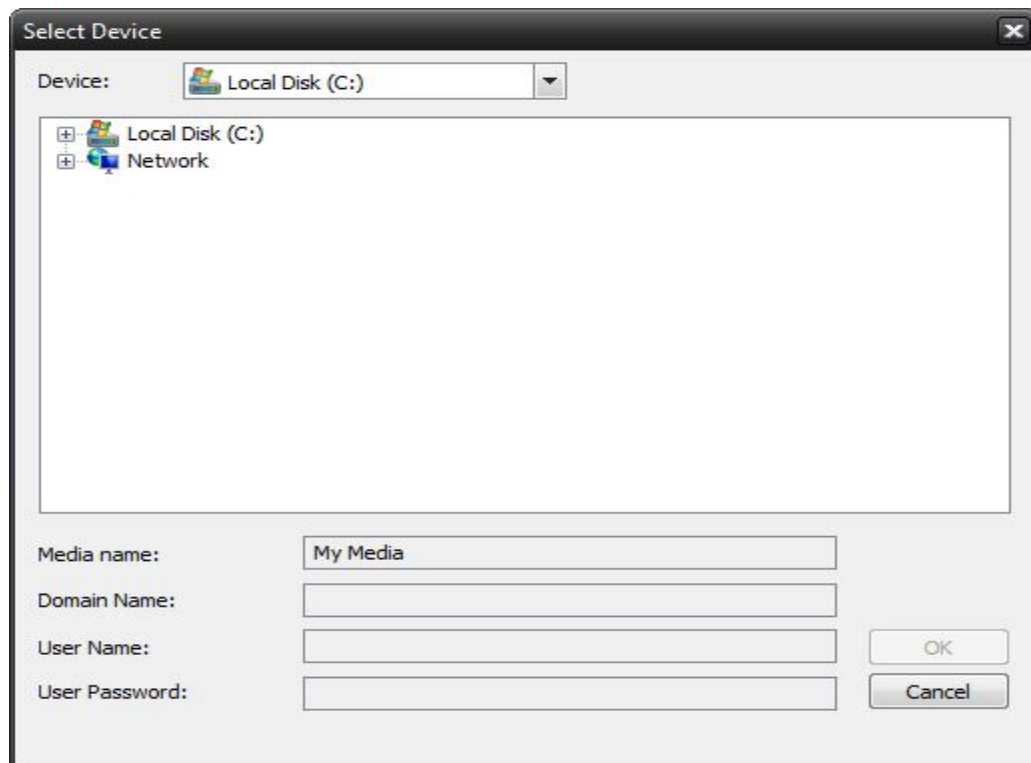 Select Device
Device:
Local Disk (C:)
Local Disk (C:)
Network
Media name:
My Media
Domain Name:
User Name:
OK
User Password:
Cancel